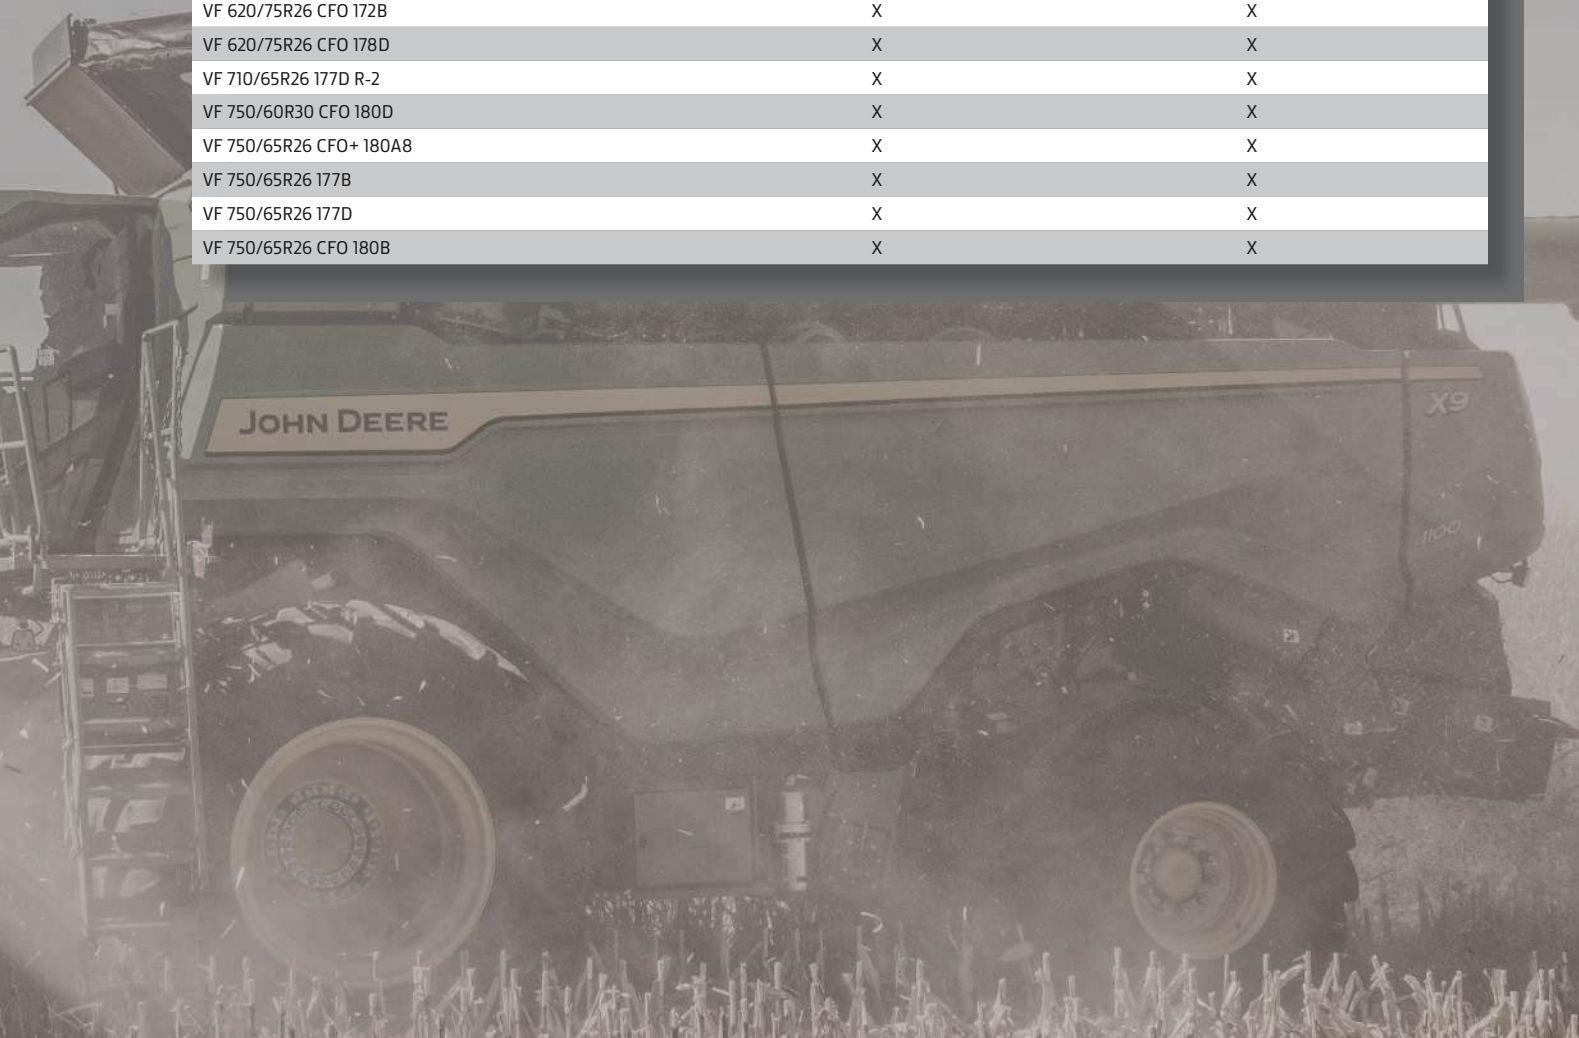 VF 620/75R26 CFO 172B X X
VF 620/75R26 CFO 178D X X
VF 710/65R26 177D R-2 X X
VF 750/60R30 CFO 180D X X
VF 750/65R26 CFO+ 180A8 X X
VF 750/65R26 177B X X
VF 750/65R26 177D X X
VF 750/65R26 CFO 180B X X
JOHN DEERE
X9
1100